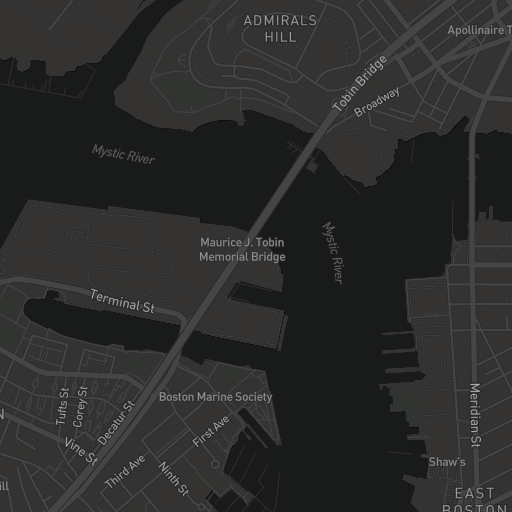 ADMIRALS
HILL
Apollinaire T
Tobin Bridge
Broadway
Mystic River
Mystic River
Maurice J. Tobin
Memorial Bridge
Terminal St
Boston Marine Society
Tufts St
Corey St
Decatur St
First Ave
Meridian St
Vine St
Third Ave
Ninth St
Shaw's
N
ill
EAST
BOSTON